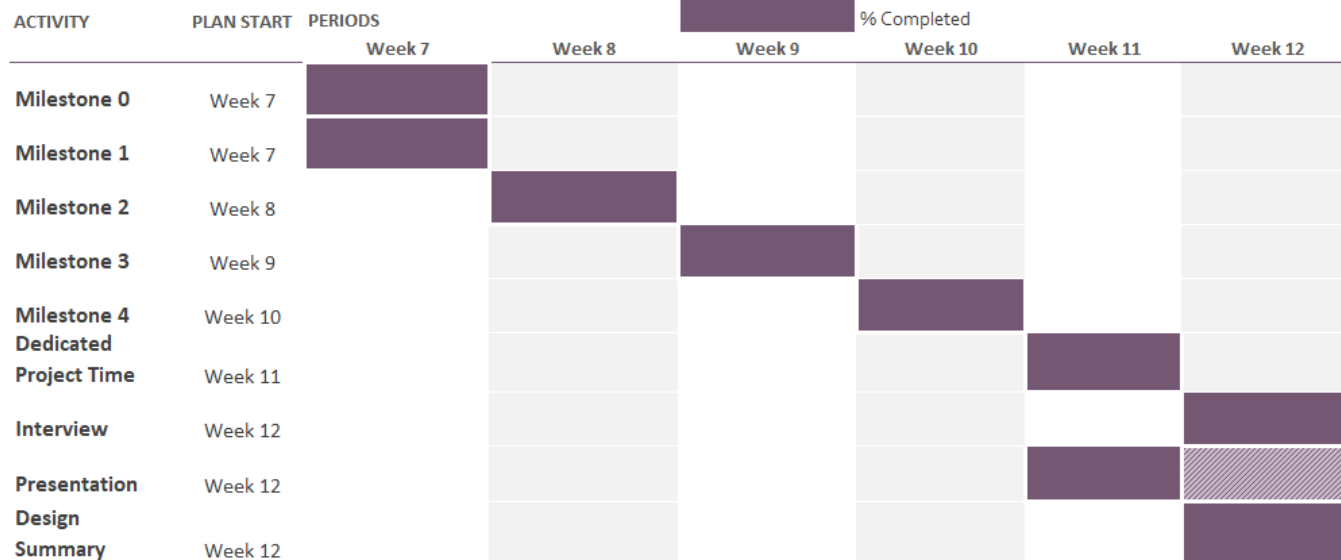 ACTIVITY PLAN START PERIODS % Completed
Week 7 Week 8 Week 9 Week 10 Week 11 Week 12
Milestone 0 Week 7
Milestone 1 Week 7
Milestone 2 Week 8
Milestone 3 Week 9
Milestone 4 Week 10
Dedicated
Project Time Week 11
Interview Week 12
Presentation Week 12
Design
Summary Week 12